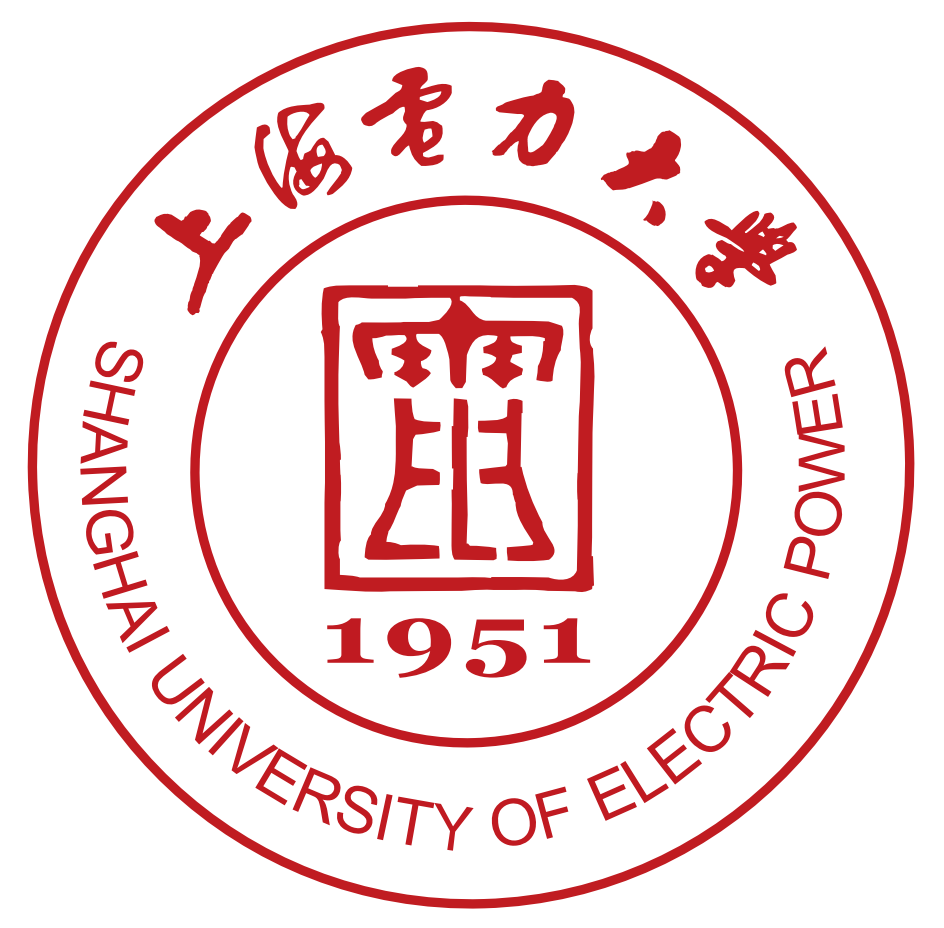 上海電力大學
1951
SHANGHAI UNIVERSITY OF ELECTRIC POWER